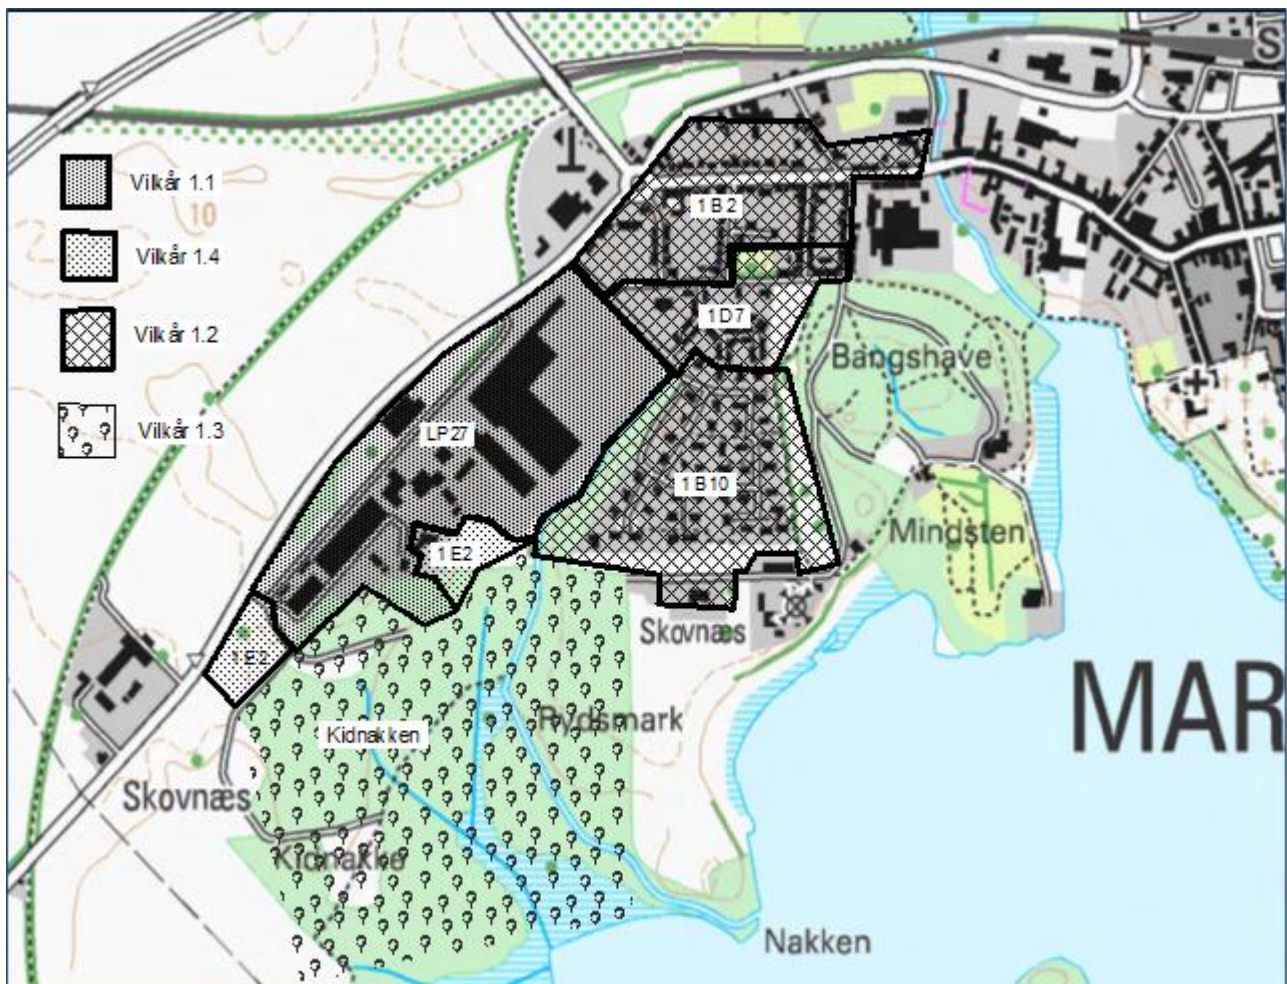 S
Vilkår 1.1
10
1B2
Vilkår 1.4
Vilkår 1.2
1D7
Bangshave
Vilkår 1.3
LP27
1B10
Mindsten
1E2
Skovnæs
1E2
MAR
Rydsmark
Kidnakken
Skovnæs
Kidnakke
Nakken